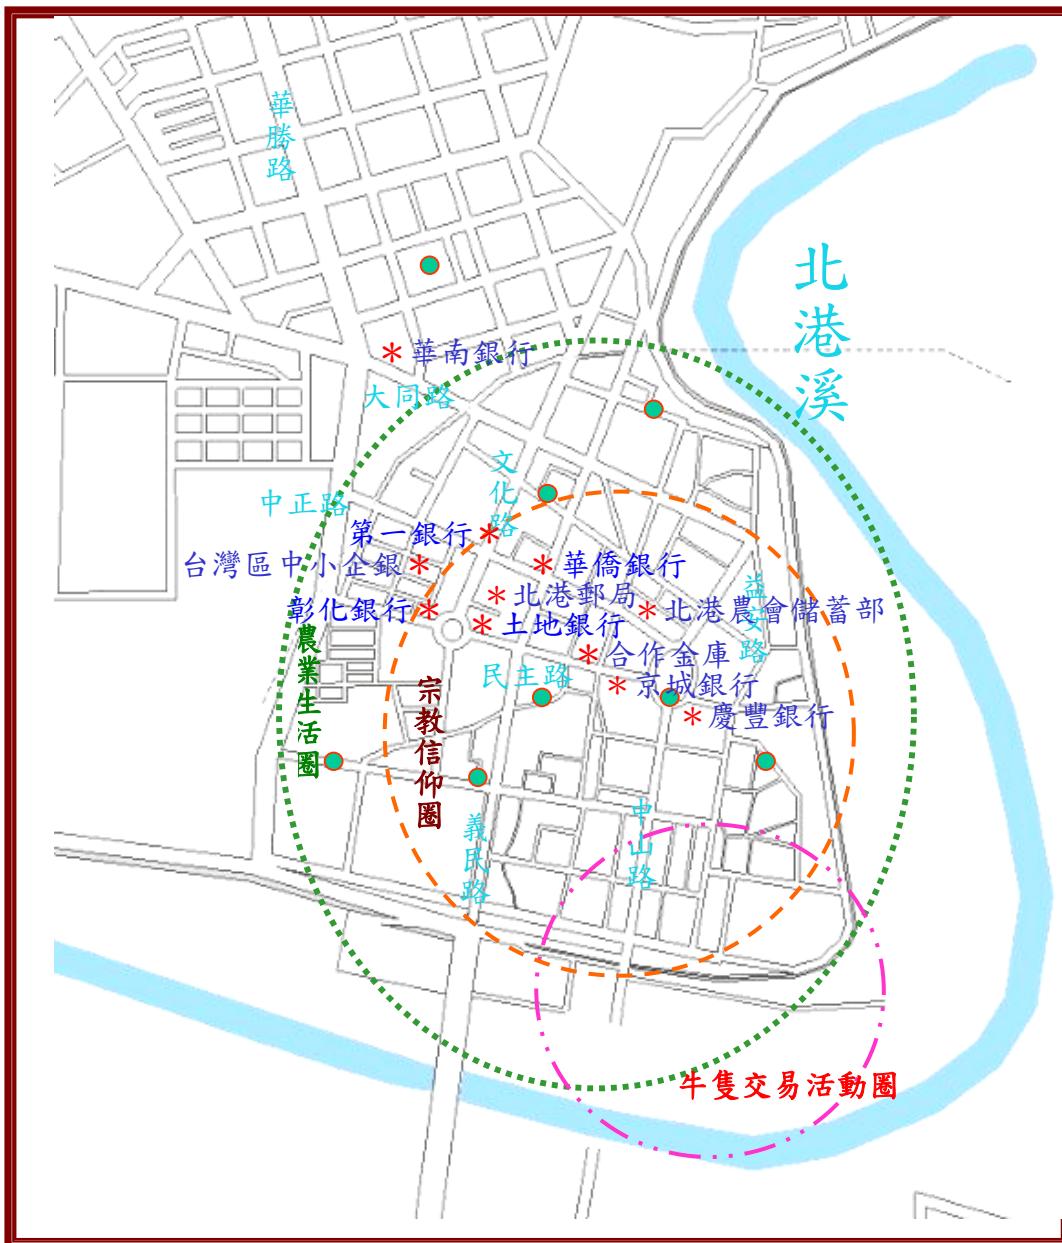 華勝路
北港溪
＊華南銀行
大同路
文化路
中正路
第一銀行＊
台灣區中小企銀＊
＊華僑銀行
益安路
＊北港郵局
彰化銀行＊
＊北港農會儲蓄部
＊土地銀行
農業生活圈
＊合作金庫
民主路
宗教信仰圈
＊京城銀行
＊慶豐銀行
中山路
義民路
牛隻交易活動圈